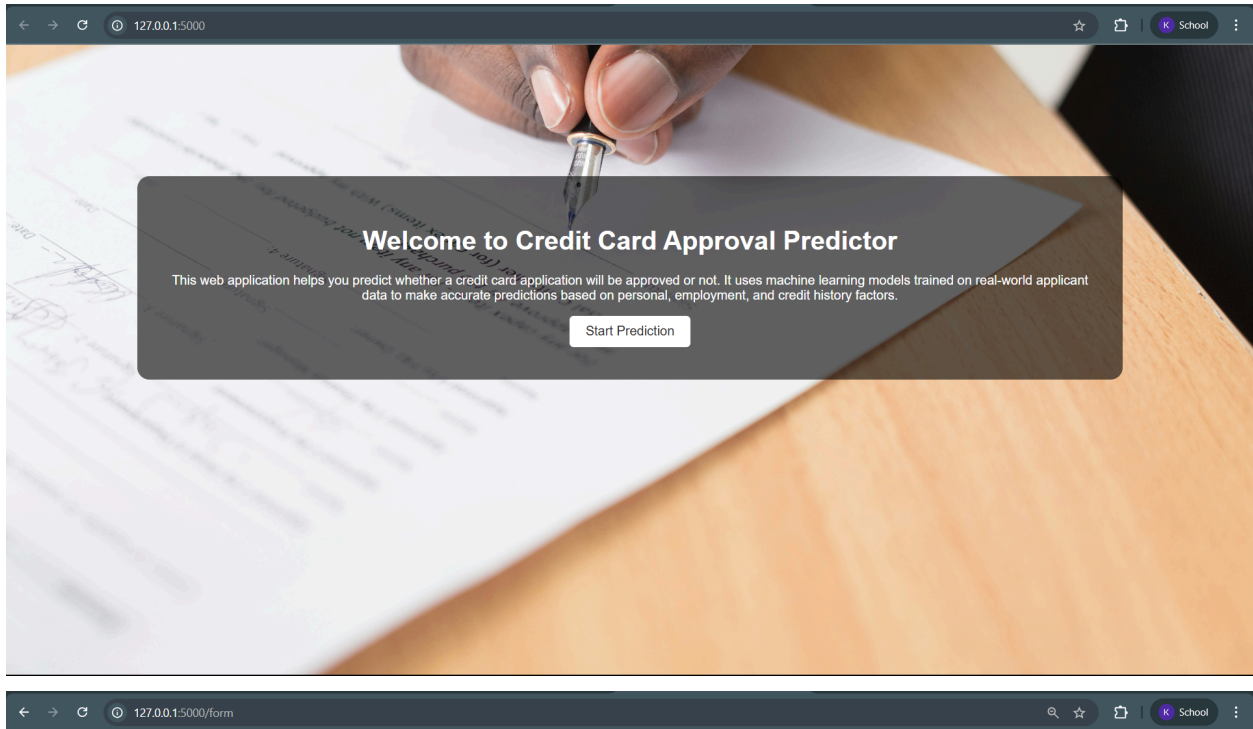 127.0.0.1:5000
K School
Welcome to Credit Card Approval Predictor
This web application helps you predict whether a credit card application will be approved or not. It uses machine learning models trained on real-world applicant
data to make accurate predictions based on personal, employment, and credit history factors.
Start Prediction
127.0.0.1:5000/form
K School